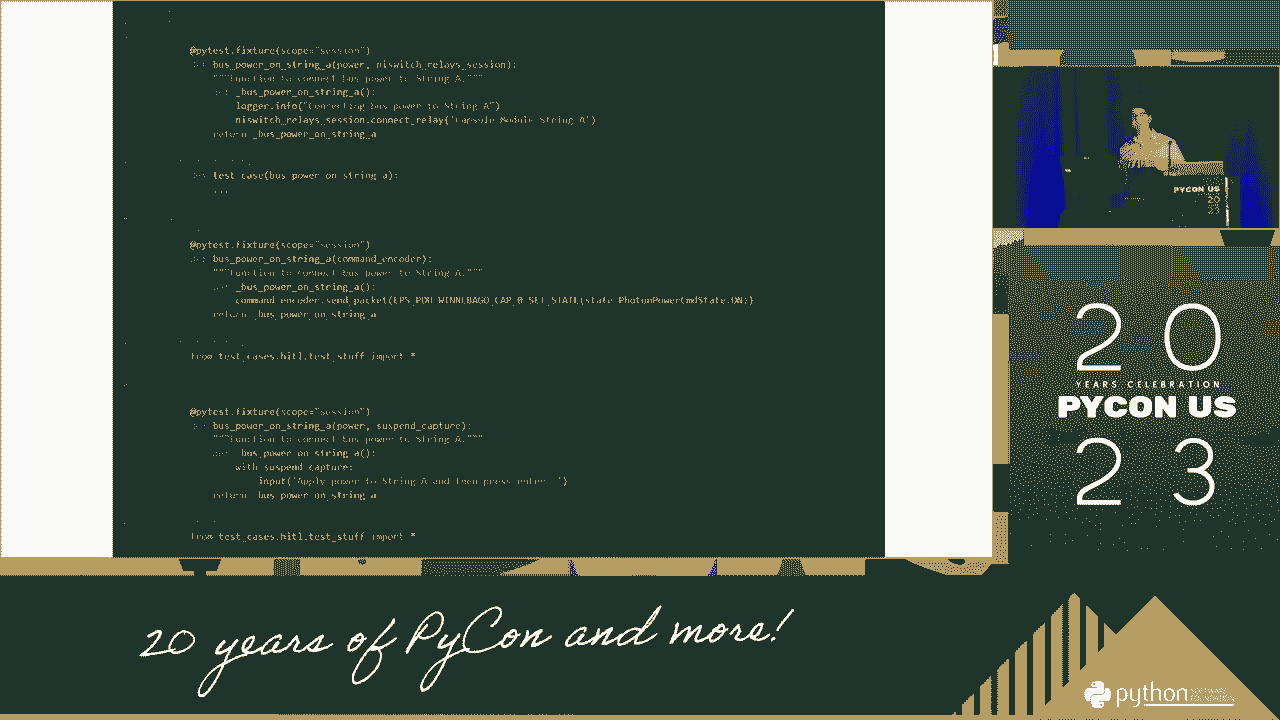 @pytest.fixture(scope="session")
def bus_power_on_string_a(power, niswitch_relays_session):
"""Function to connect bus power to String A."""
def _bus_power_on_string_a():
logger.info("Connecting bus power to String A")
niswitch_relays_session.connect_relay('Capsule Module String A')
return _bus_power_on_string_a
def test_case(bus_power_on_string_a):
...
@pytest.fixture(scope="session")
def bus_power_on_string_a(command_encoder):
"""Function to connect bus power to String A."""
def _bus_power_on_string_a():
command_encoder.send_packet(EPS_PDU_WINNEBAGO_CAP_0_SET_STATE(state=PhotonPowerCmdState.ON))
return _bus_power_on_string_a
from test_cases.hitl.test_stuff import *
@pytest.fixture(scope="session")
def bus_power_on_string_a(power, suspend_capture):
"""Function to connect bus power to String A."""
def _bus_power_on_string_a():
with suspend_capture:
input('Apply power to String A and then press enter...')
return _bus_power_on_string_a
from test_cases.hitl.test_stuff import *
PYCON US
20
23
20
YEARS CELEBRATION
PYCON US
23
20 years of PyCon and more!
python SOFTWARE
FOUNDATION